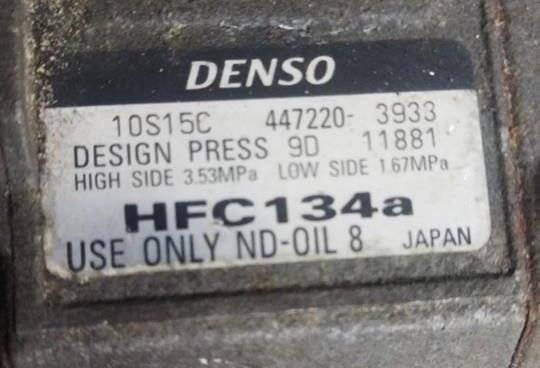 DENSO
10S15C 447220- 3933
DESIGN PRESS 9D 11881
HIGH SIDE 3.53MPa LOW SIDE 1.67MPa
HFC134a
USE ONLY ND-OIL 8 JAPAN